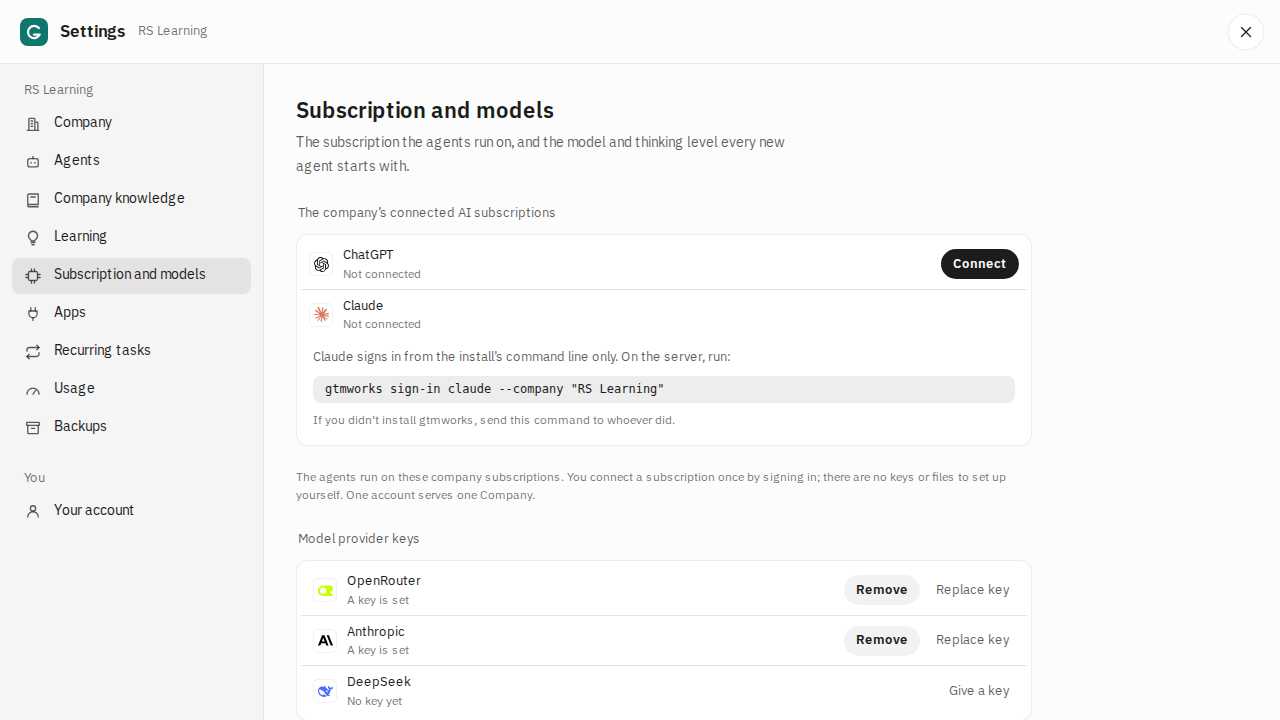 Settings RS Learning
RS Learning
Company
Agents
Company knowledge
Learning
Subscription and models
Apps
Recurring tasks
Usage
Backups
You
Your account
Subscription and models
The subscription the agents run on, and the model and thinking level every new
agent starts with.
The company's connected AI subscriptions
ChatGPT
Not connected
Connect
Claude
Not connected
Claude signs in from the install's command line only. On the server, run:
gtmworks sign-in claude --company "RS Learning"
If you didn't install gtmworks, send this command to whoever did.
The agents run on these company subscriptions. You connect a subscription once by signing in; there are no keys or files to set up
yourself. One account serves one Company.
Model provider keys
OpenRouter
A key is set
Remove Replace key
Anthropic
A key is set
Remove Replace key
DeepSeek
No key yet
Give a key